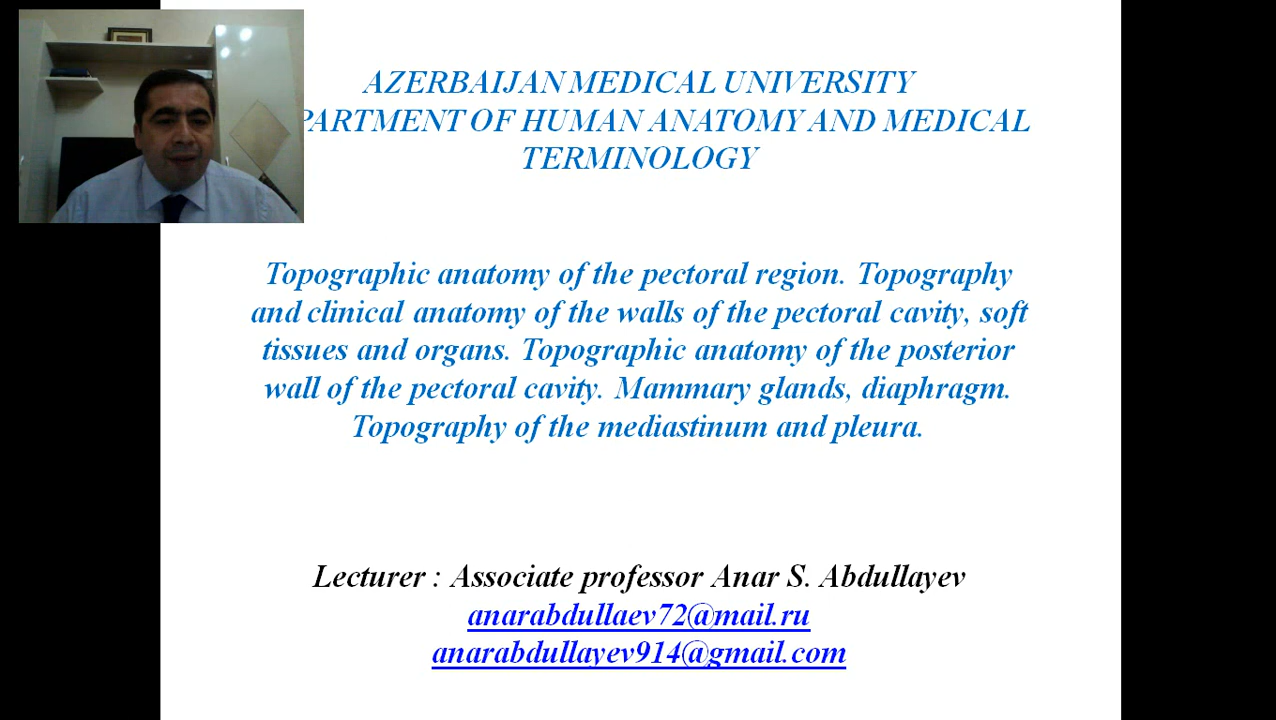 AZERBAIJAN MEDICAL UNIVERSITY
PARTMENT OF HUMAN ANATOMY AND MEDICAL
TERMINOLOGY
Topographic anatomy of the pectoral region. Topography
and clinical anatomy of the walls of the pectoral cavity, soft
tissues and organs. Topographic anatomy of the posterior
wall of the pectoral cavity. Mammary glands, diaphragm.
Topography of the mediastinum and pleura.
Lecturer : Associate professor Anar S. Abdullayev
anarabdullaev72@mail.ru
anarabdullayev914@gmail.com